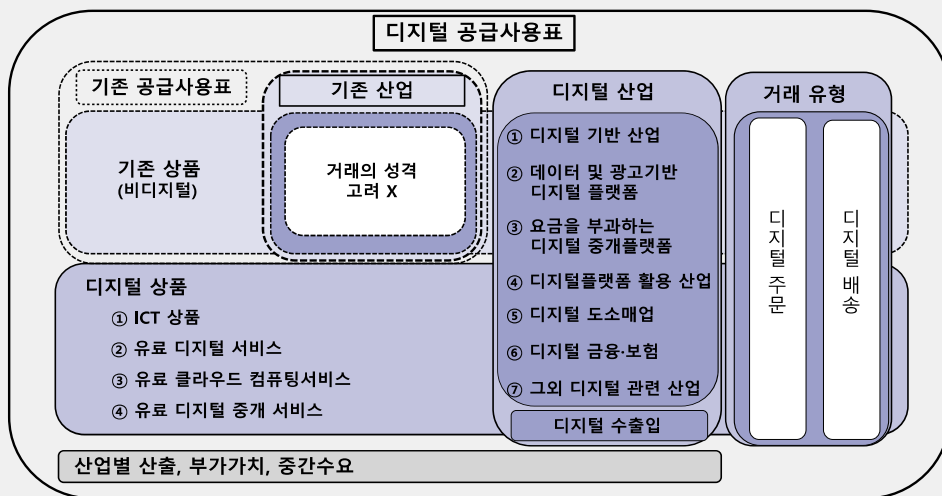 디지털 공급사용표
기존 공급사용표
기존 산업
기존 상품
(비디지털)
거래의 성격
고려 X
디지털 산업
① 디지털 기반 산업
② 데이터 및 광고기반
디지털 플랫폼
③ 요금을 부과하는
디지털 중개플랫폼
④ 디지털플랫폼 활용 산업
⑤ 디지털 도소매업
⑥ 디지털 금융·보험
⑦ 그외 디지털 관련 산업
디지털 수출입
거래 유형
디지털 주문
디지털 배송
디지털 상품
① ICT 상품
② 유료 디지털 서비스
③ 유료 클라우드 컴퓨팅서비스
④ 유료 디지털 중개 서비스
산업별 산출, 부가가치, 중간수요